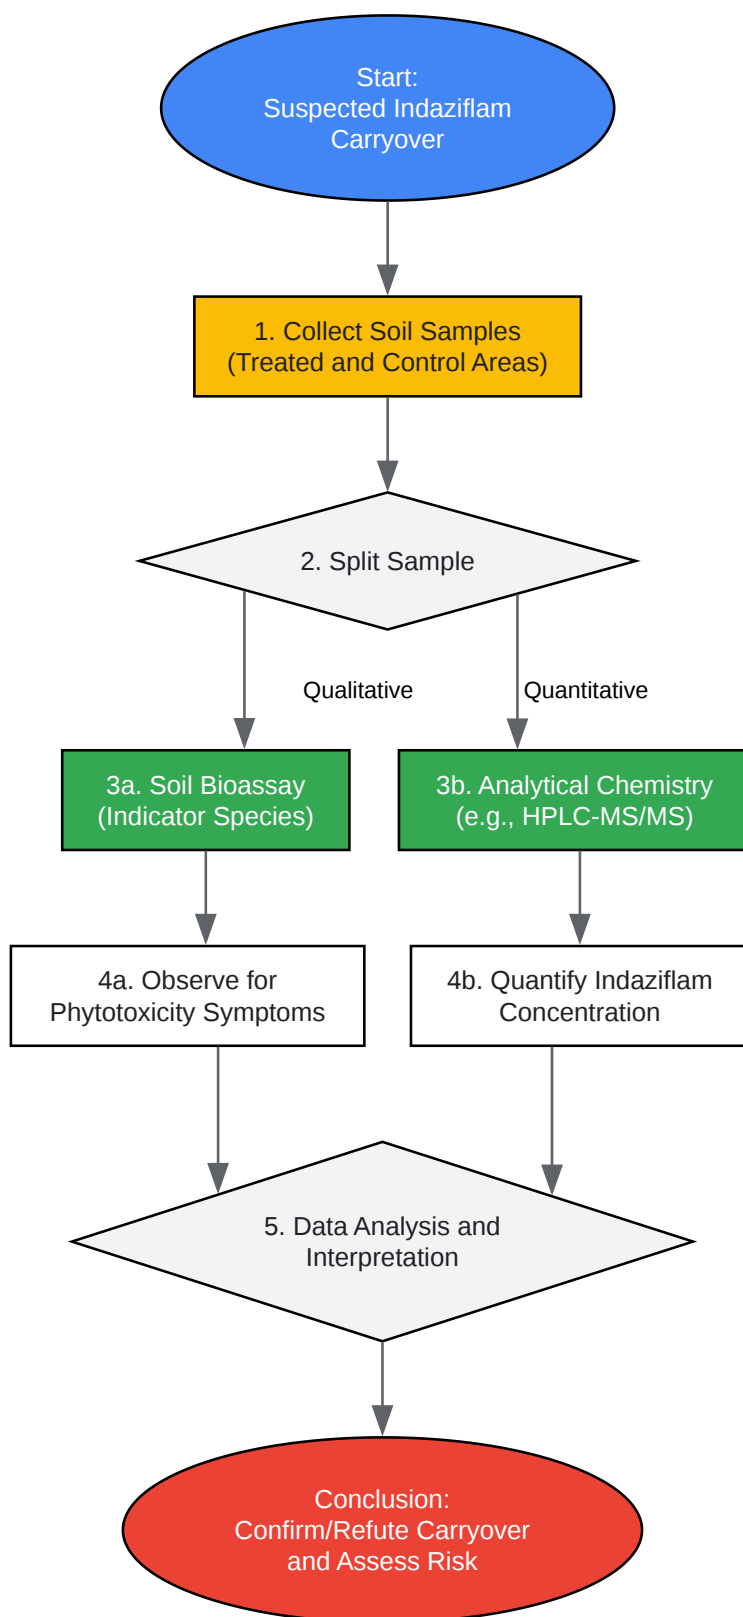 Start:
Suspected Indaziflam
Carryover
1. Collect Soil Samples
(Treated and Control Areas)
2. Split Sample
Qualitative
Quantitative
3a. Soil Bioassay
(Indicator Species)
3b. Analytical Chemistry
(e.g., HPLC-MS/MS)
4a. Observe for
Phytotoxicity Symptoms
4b. Quantify Indaziflam
Concentration
5. Data Analysis and
Interpretation
Conclusion:
Confirm/Refute Carryover
and Assess Risk